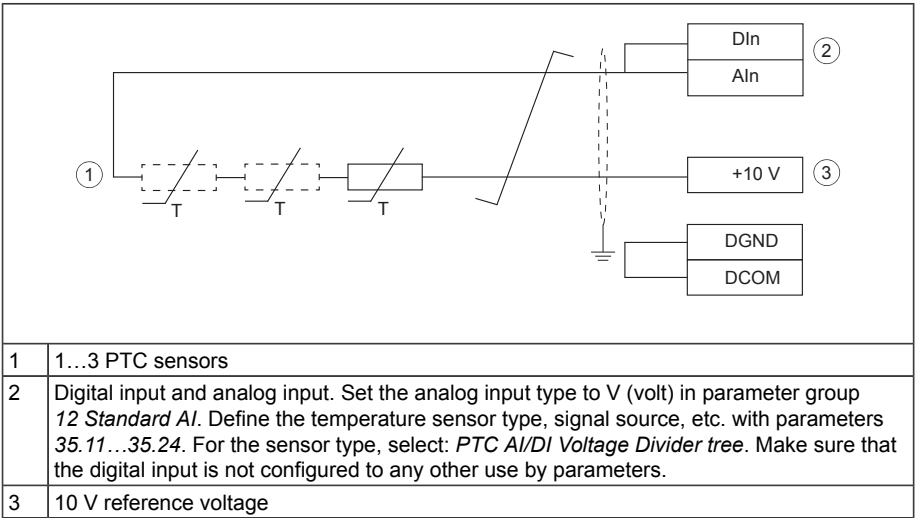 DIn
2
AIn
1
T
T
T
+10 V
3
DGND
DCOM
1 1…3 PTC sensors
2 Digital input and analog input. Set the analog input type to V (volt) in parameter group
12 Standard AI. Define the temperature sensor type, signal source, etc. with parameters
35.11…35.24. For the sensor type, select: PTC AI/DI Voltage Divider tree. Make sure that
the digital input is not configured to any other use by parameters.
3 10 V reference voltage